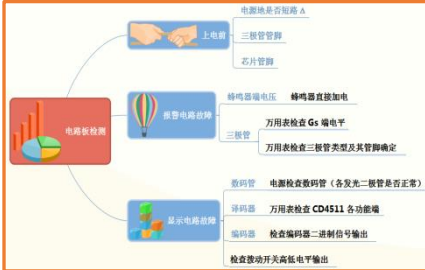 电源地是否短路 Δ
上电前
三极管管脚
芯片管脚
蜂鸣器端电压 蜂鸣器直接加电
报警电路故障
万用表检查 Gs 端电平
三极管
万用表检查三极管类型及其管脚确定
电路板检测
数码管 电源检查数码管（各发光二极管是否正常）
译码器 万用表检查 CD4511 各功能端
显示电路故障
编码器 检查编码器二进制信号输出
检查拨动开关高低电平输出